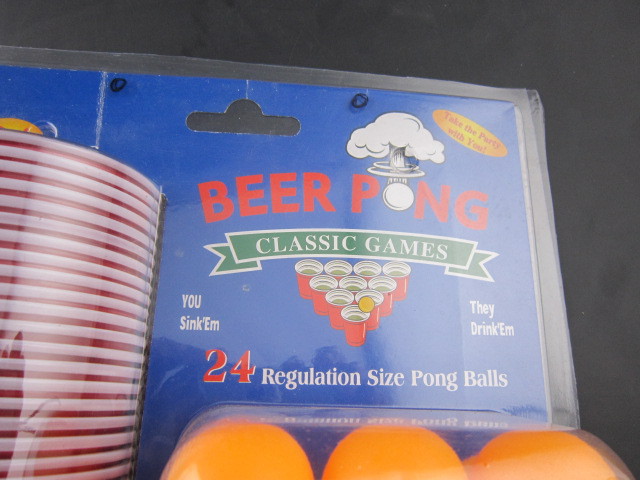 Take the Party
with You!
BEER PONG
CLASSIC GAMES
YOU
Sink'Em
They
Drink'Em
24 Regulation Size Pong Balls